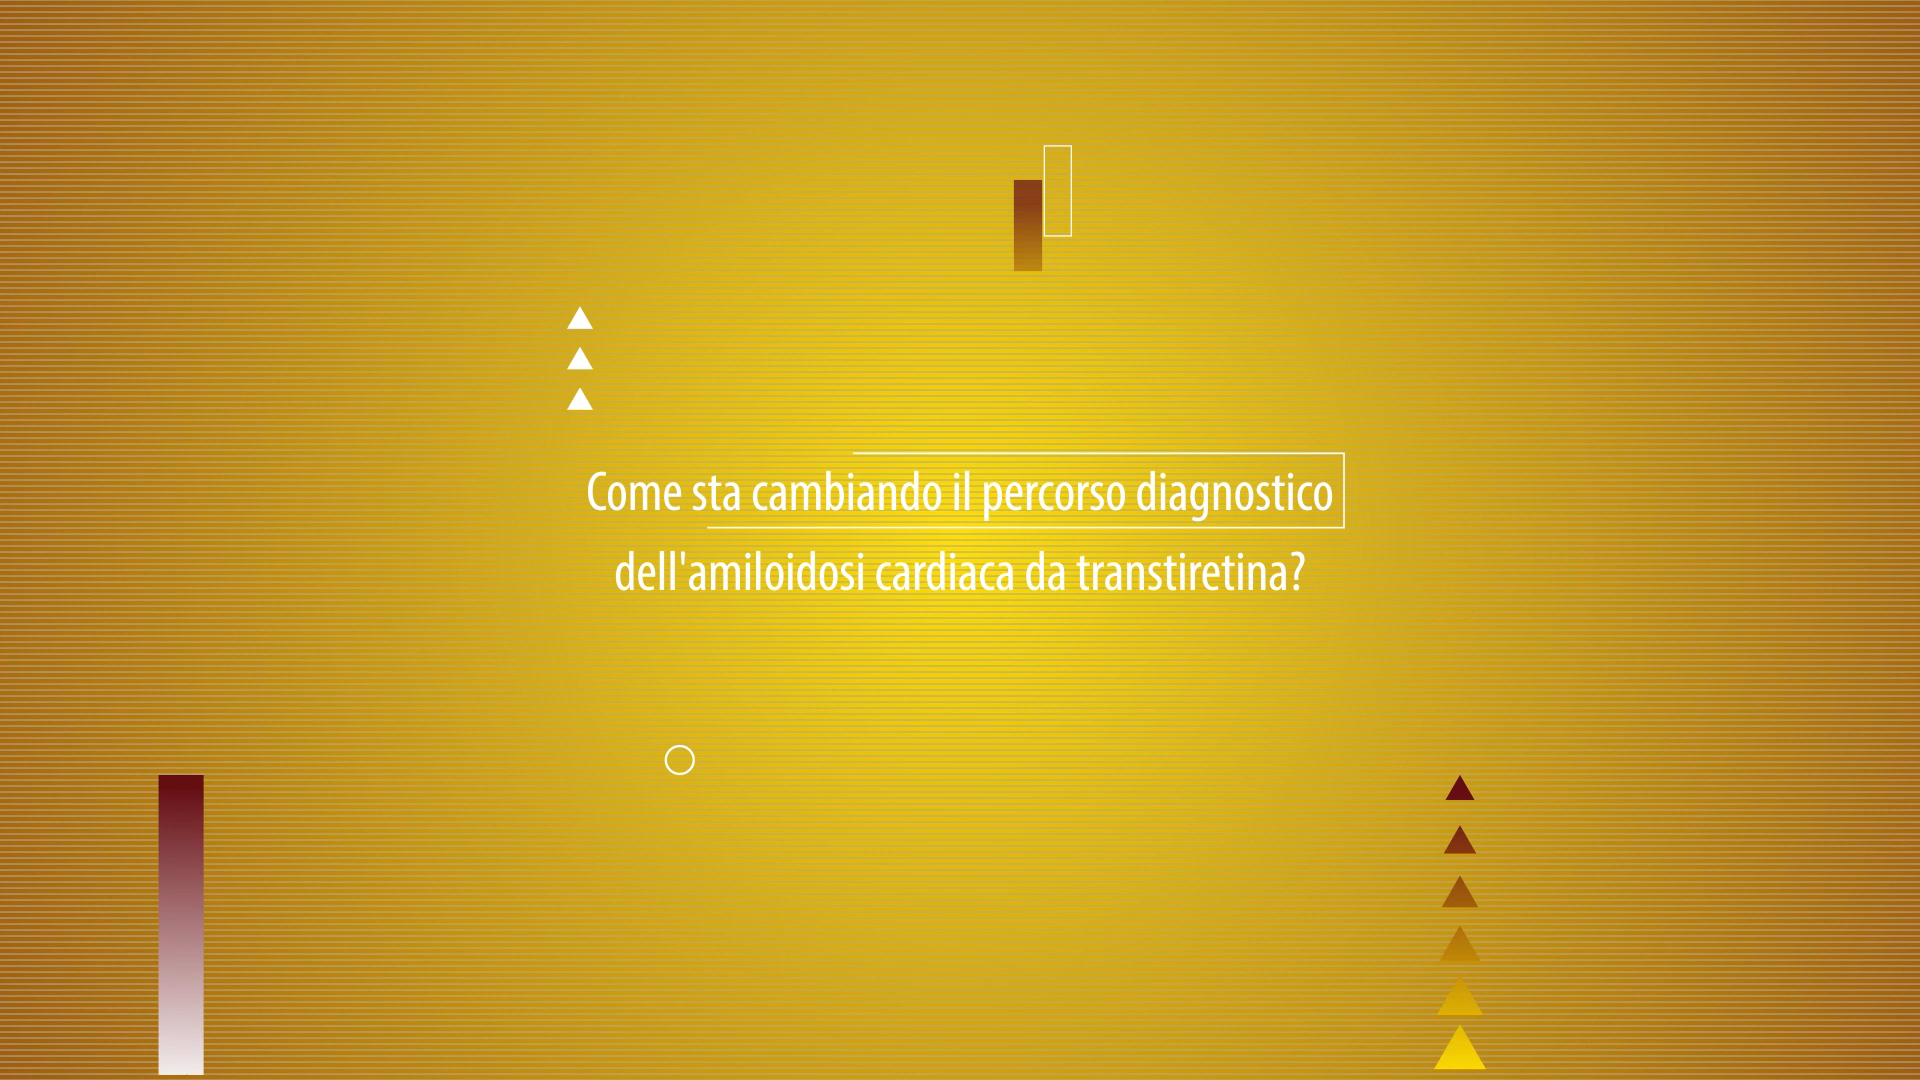 Come sta cambiando il percorso diagnostico
dell'amiloidosi cardiaca da transtiretina?